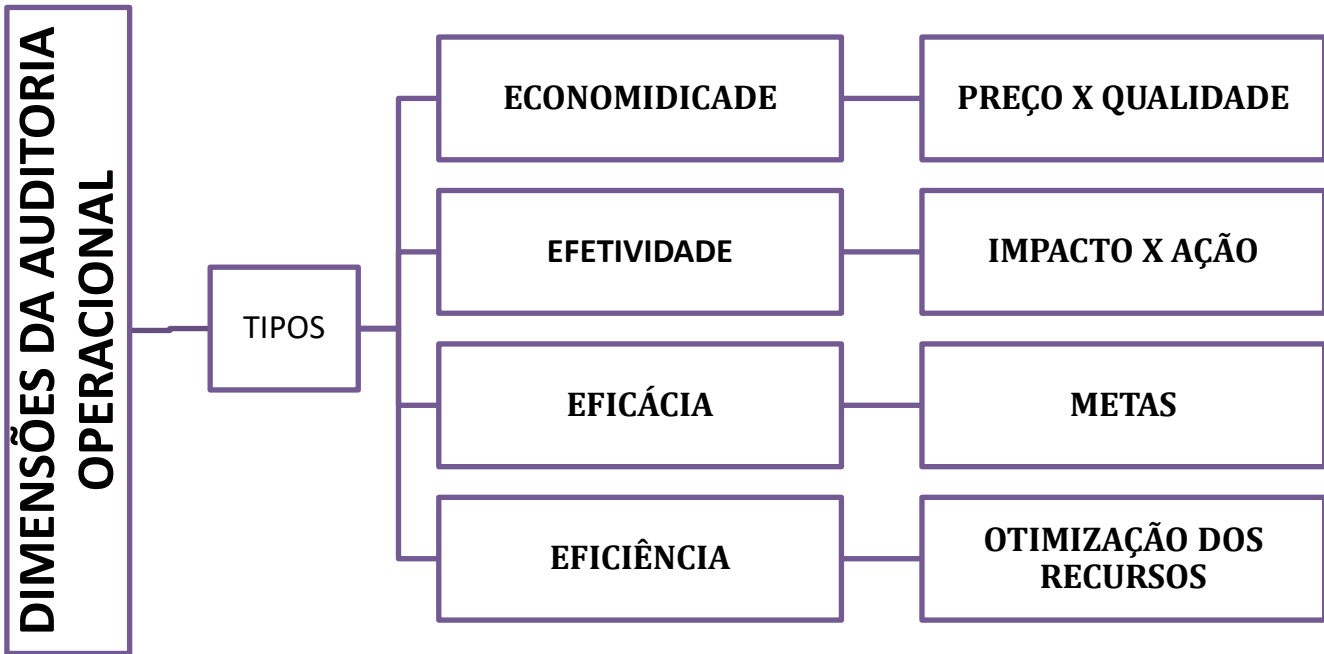 DIMENSÕES DA AUDITORIA
OPERACIONAL
TIPOS
ECONOMIDICADE
PREÇO X QUALIDADE
EFETIVIDADE
IMPACTO X AÇÃO
EFICÁCIA
METAS
EFICIÊNCIA
OTIMIZAÇÃO DOS
RECURSOS